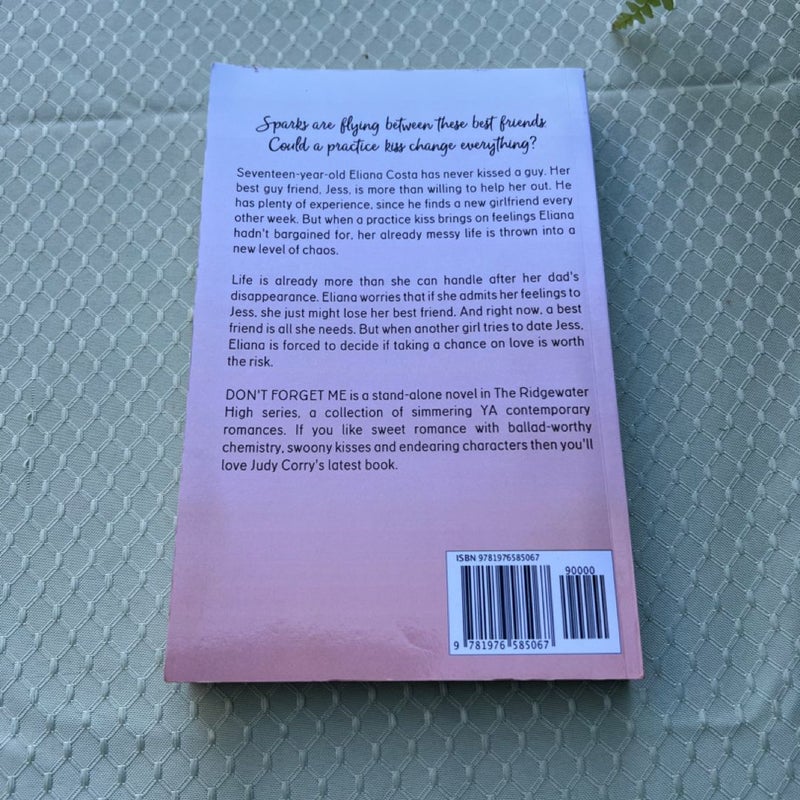 Sparks are flying between these best friends.
Could a practice kiss change everything?
Seventeen-year-old Eliana Costa has never kissed a guy. Her
best guy friend, Jess, is more than willing to help her out. He
has plenty of experience, since he finds a new girlfriend every
other week. But when a practice kiss brings on feelings Eliana
hadn't bargained for, her already messy life is thrown into a
new level of chaos.
Life is already more than she can handle after her dad's
disappearance. Eliana worries that if she admits her feelings to
Jess, she just might lose her best friend. And right now, a best
friend is all she needs. But when another girl tries to date Jess,
Eliana is forced to decide if taking a chance on love is worth
the risk.
DON'T FORGET ME is a stand-alone novel in The Ridgewater
High series, a collection of simmering YA contemporary
romances. If you like sweet romance with ballad-worthy
chemistry, swoony kisses and endearing characters then you'll
love Judy Corry's latest book.
ISBN 9781976585067
90000
9 781976 585067